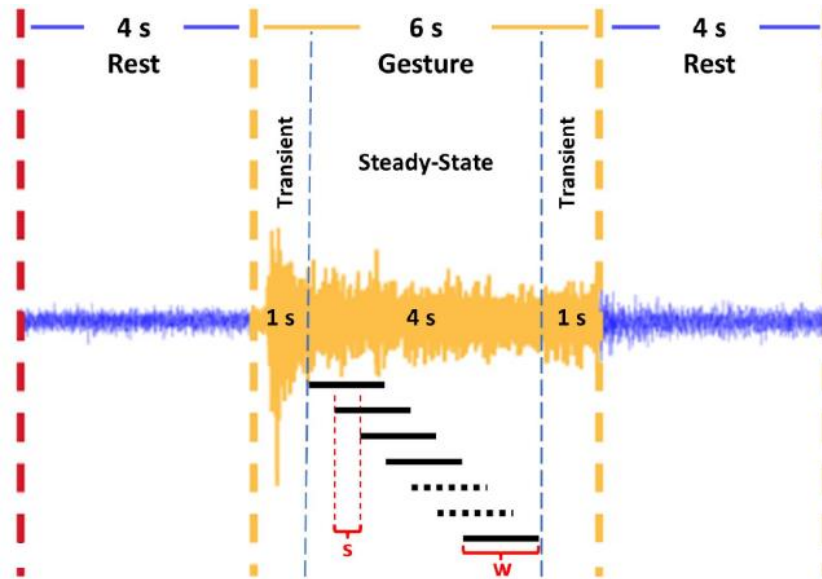 4 s
Rest
6 s
Gesture
4 s
Rest
Transient
Steady-State
Transient
1 s
4 s
1 s
S
W